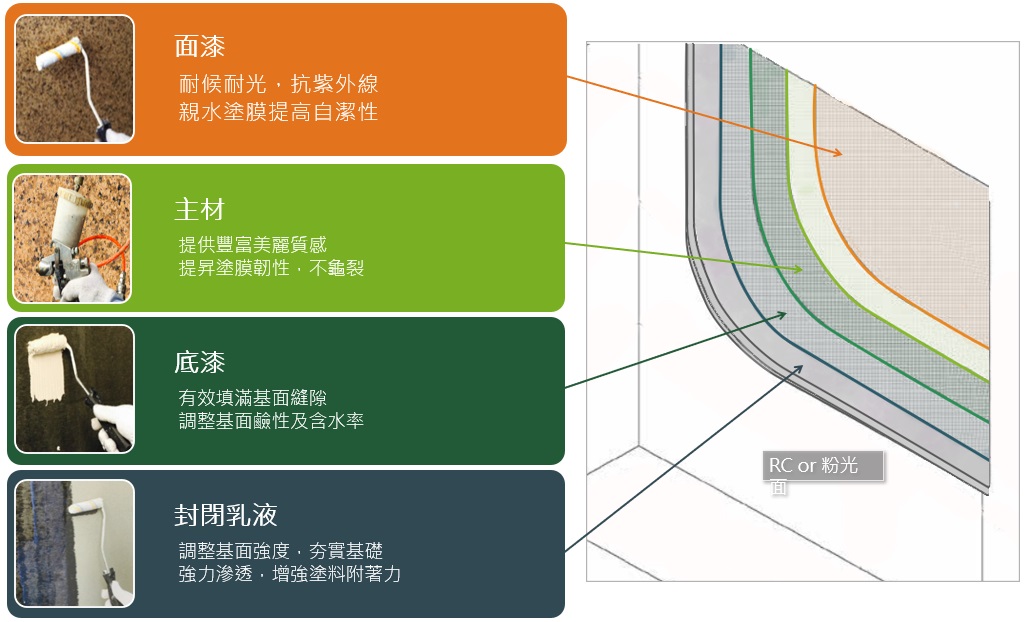 面漆
耐候耐光，抗紫外線
親水塗膜提高自潔性
主材
提供豐富美麗質感
提昇塗膜韌性，不龜裂
底漆
有效填滿基面縫隙
調整基面鹼性及含水率
封閉乳液
調整基面強度，夯實基礎
強力滲透，增強塗料附著力
RC or 粉光
面